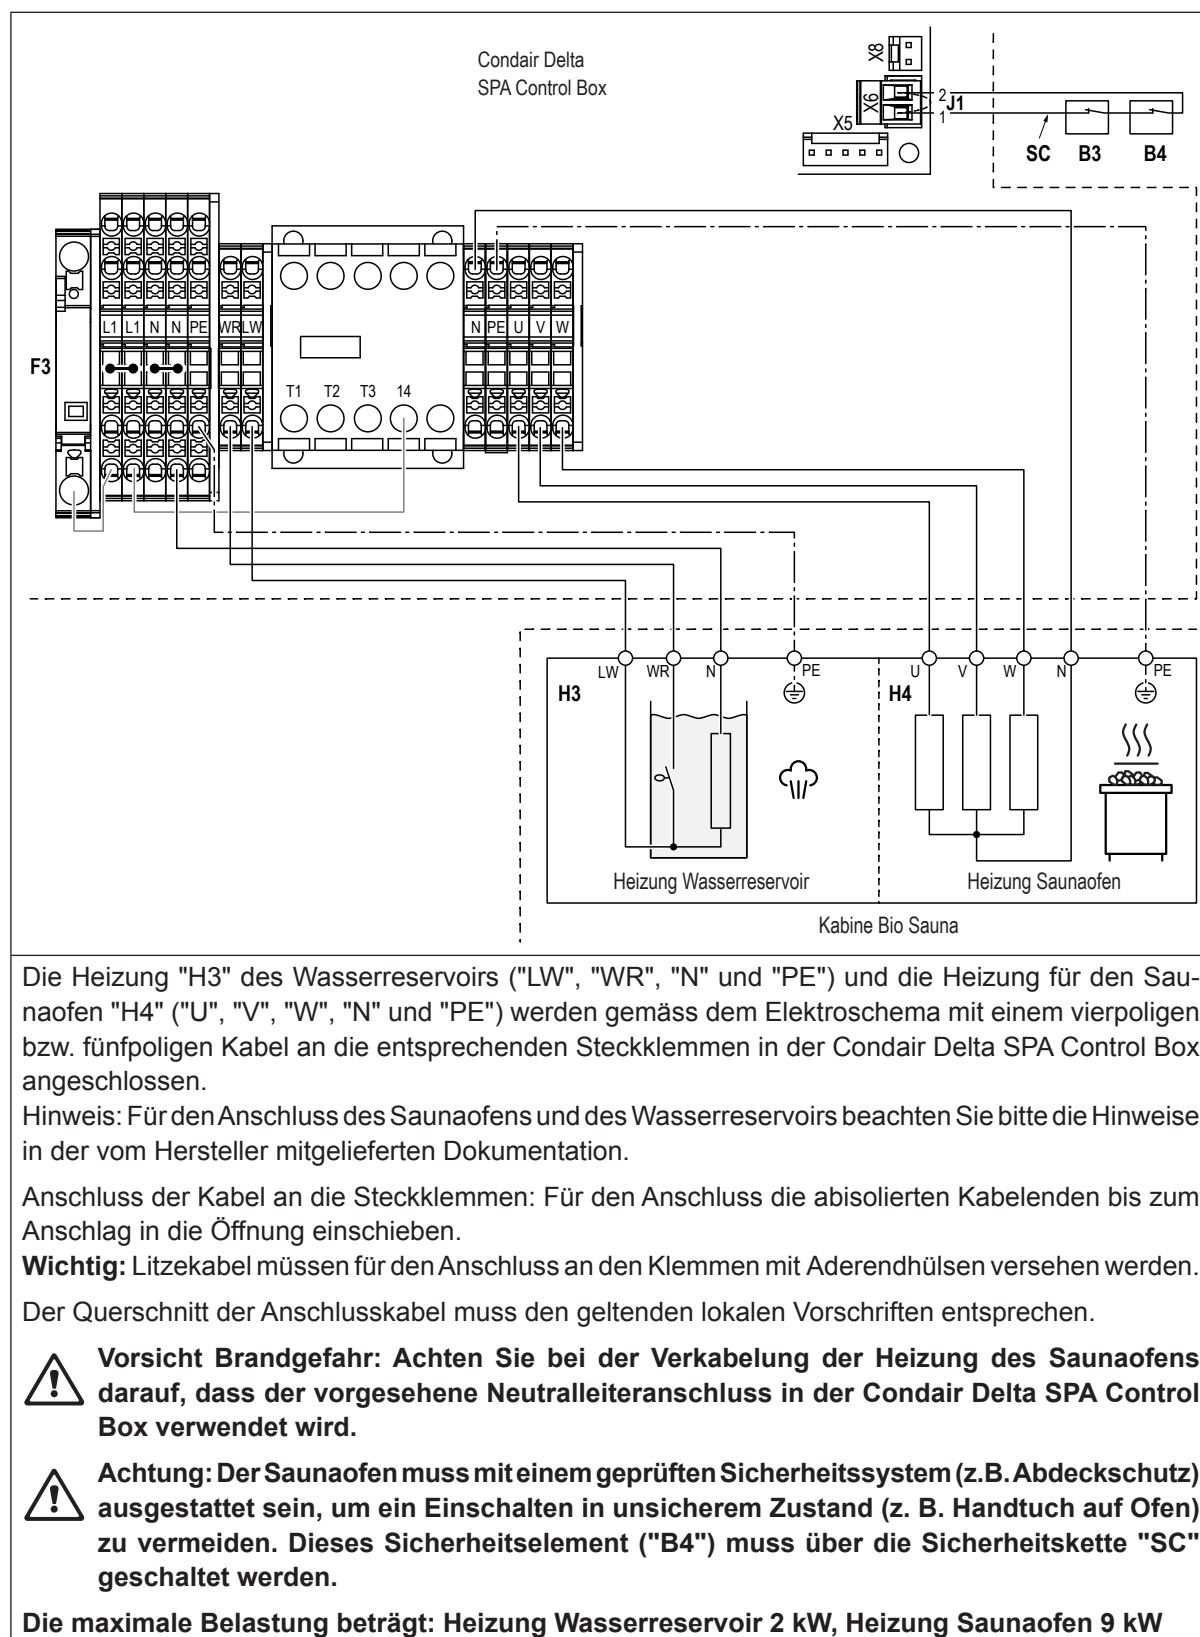 Condair Delta
SPA Control Box
X8
X6
2
J1
1
X5
SC B3 B4
F3
L1 L1 N N PE WR LW N PE U V W
T1 T2 T3 14
LW WR N PE U V W N PE
H3 H4
Heizung Wasserreservoir Heizung Saunaofen
Kabine Bio Sauna
Die Heizung "H3" des Wasserreservoirs ("LW", "WR", "N" und "PE") und die Heizung für den Sau-
naofen "H4" ("U", "V", "W", "N" und "PE") werden gemäss dem Elektroschema mit einem vierpoligen
bzw. fünfpoligen Kabel an die entsprechenden Steckklemmen in der Condair Delta SPA Control Box
angeschlossen.
Hinweis: Für den Anschluss des Saunaofens und des Wasserreservoirs beachten Sie bitte die Hinweise
in der vom Hersteller mitgelieferten Dokumentation.
Anschluss der Kabel an die Steckklemmen: Für den Anschluss die abisolierten Kabelenden bis zum
Anschlag in die Öffnung einschieben.
Wichtig: Litzekabel müssen für den Anschluss an den Klemmen mit Aderendhülsen versehen werden.
Der Querschnitt der Anschlusskabel muss den geltenden lokalen Vorschriften entsprechen.
Vorsicht Brandgefahr: Achten Sie bei der Verkabelung der Heizung des Saunaofens
darauf, dass der vorgesehene Neutralleiteranschluss in der Condair Delta SPA Control
Box verwendet wird.
Achtung: Der Saunaofen muss mit einem geprüften Sicherheitssystem (z.B. Abdeckschutz)
ausgestattet sein, um ein Einschalten in unsicherem Zustand (z. B. Handtuch auf Ofen)
zu vermeiden. Dieses Sicherheitselement ("B4") muss über die Sicherheitskette "SC"
geschaltet werden.
Die maximale Belastung beträgt: Heizung Wasserreservoir 2 kW, Heizung Saunaofen 9 kW